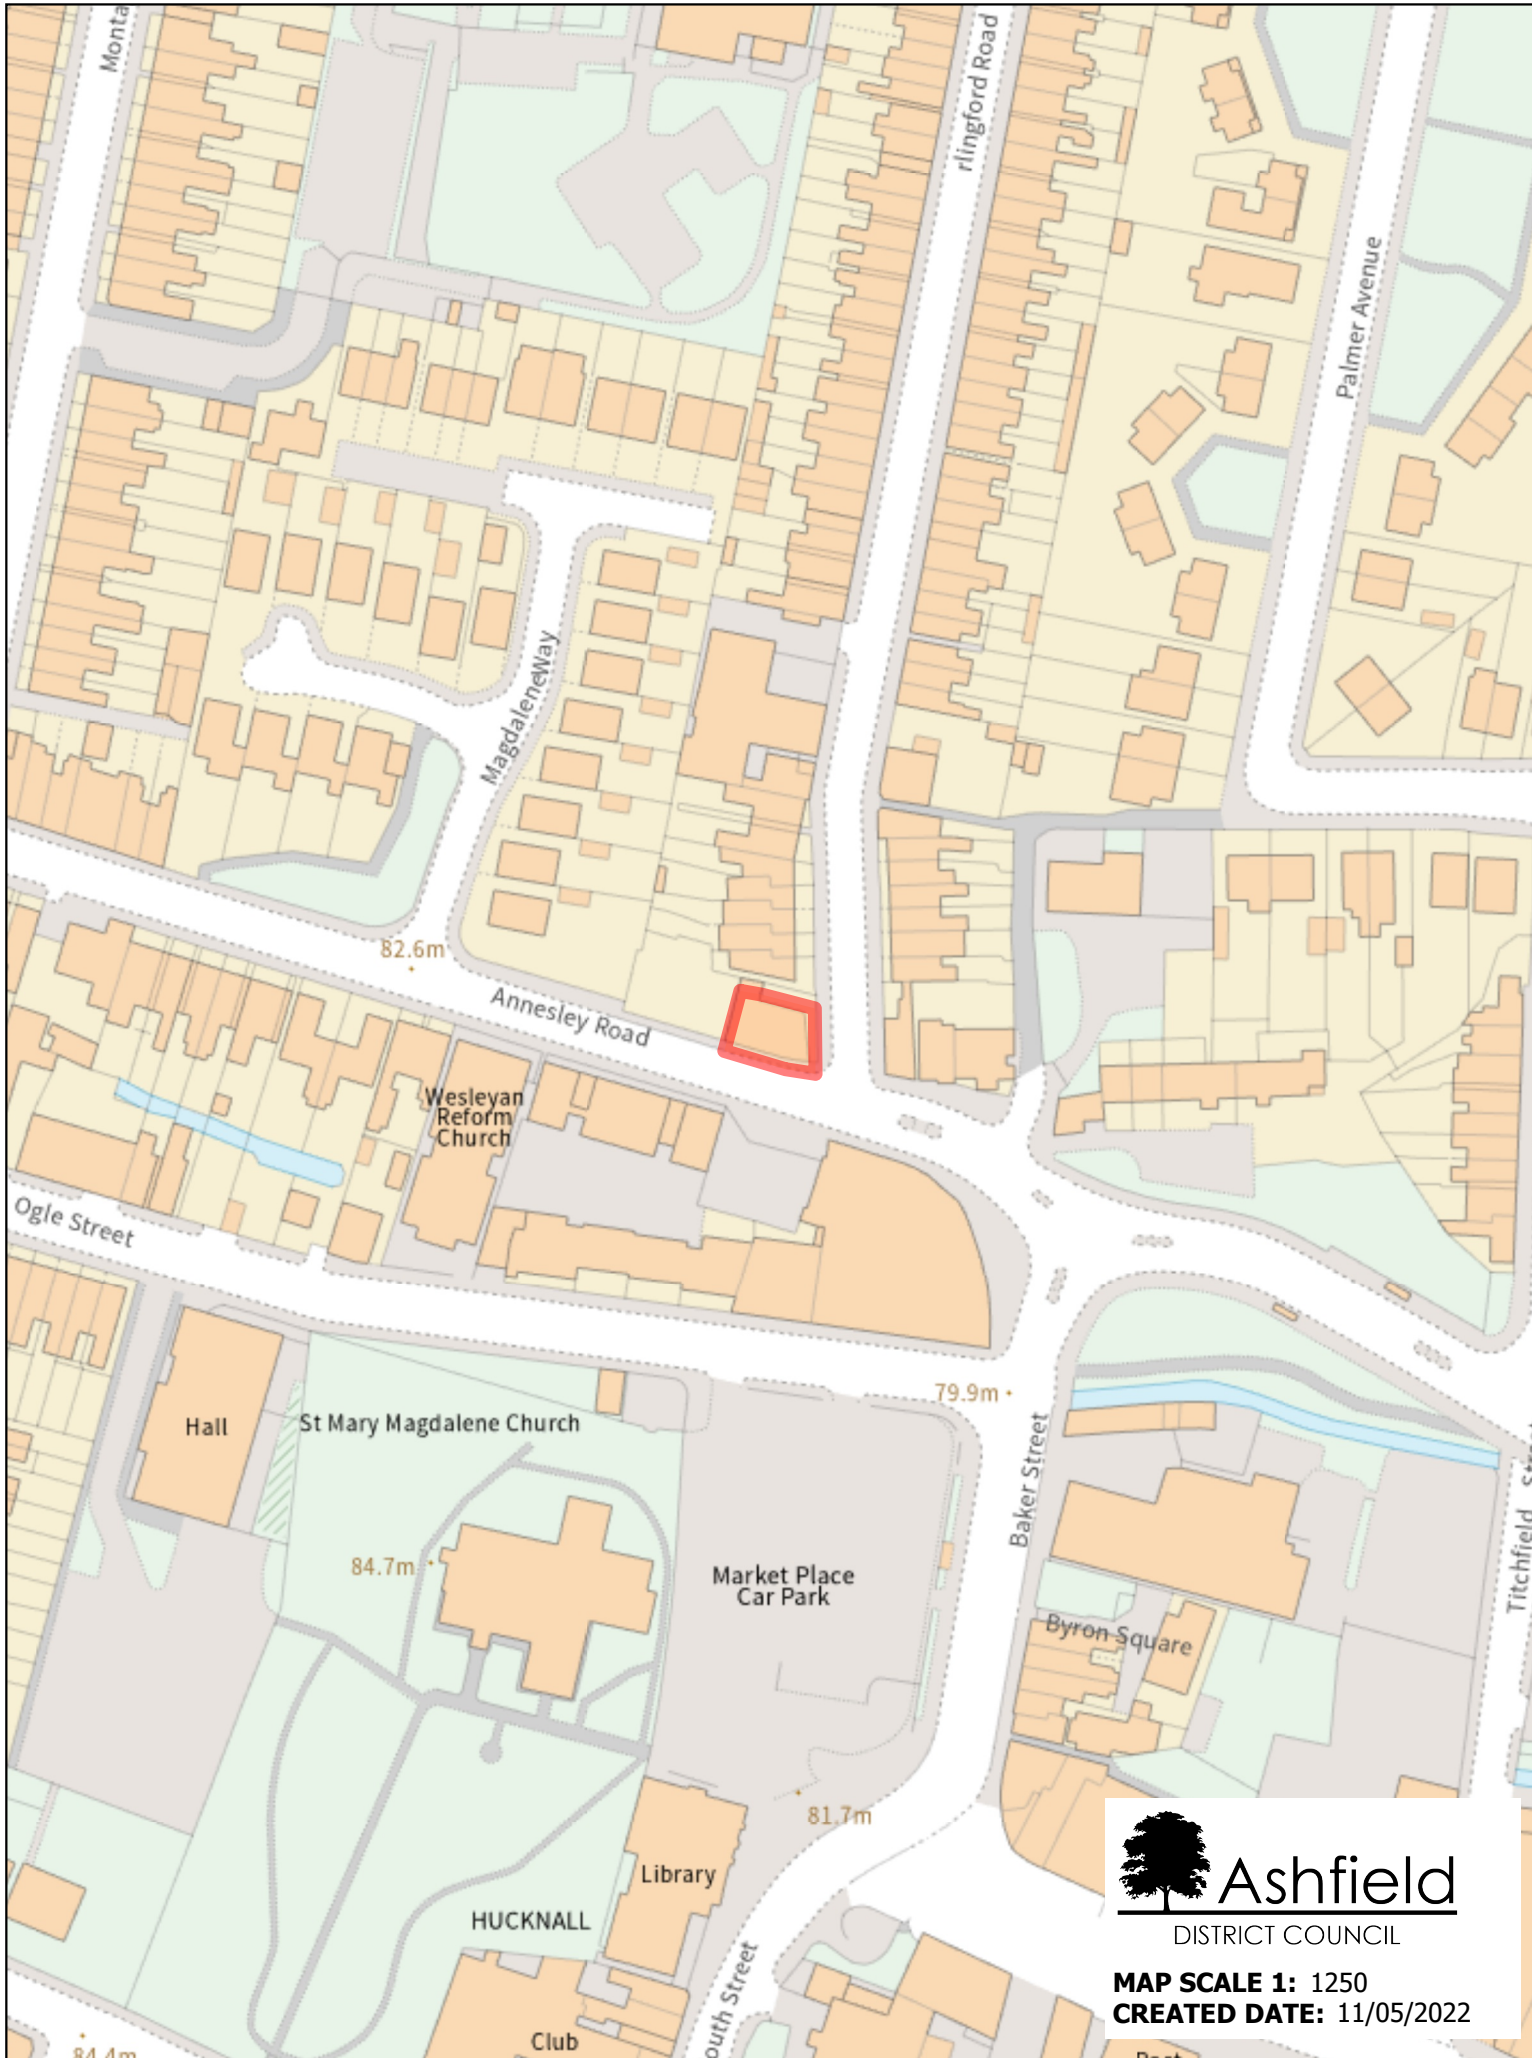 Monta
rlingford Road
Palmer Avenue
MagdaleneWay
82.6m
Annesley Road
Wesleyan
Reform
Church
Ogle Street
79.9m
Hall
St Mary Magdalene Church
Baker Street
84.7m
Market Place
Car Park
Titchfield
Byron Square
81.7m
Library
HUCKNALL
outh Street
Club
84.4m
Ashfield
DISTRICT COUNCIL
MAP SCALE 1: 1250
CREATED DATE: 11/05/2022